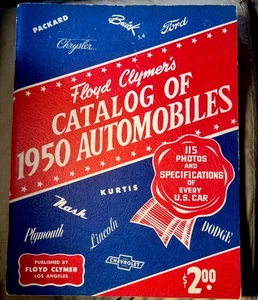 PACKARD
Buick
Ford
Chrysler
Floyd Clymer's
CATALOG OF
1950 AUTOMOBILES
115
PHOTOS
AND
SPECIFICATIONS
OF
EVERY
U.S. CAR
KURTIS
Nash
Plymouth
Lincoln
DODGE
CHEVROLET
PUBLISHED BY
FLOYD CLYMER
LOS ANGELES
$2.00